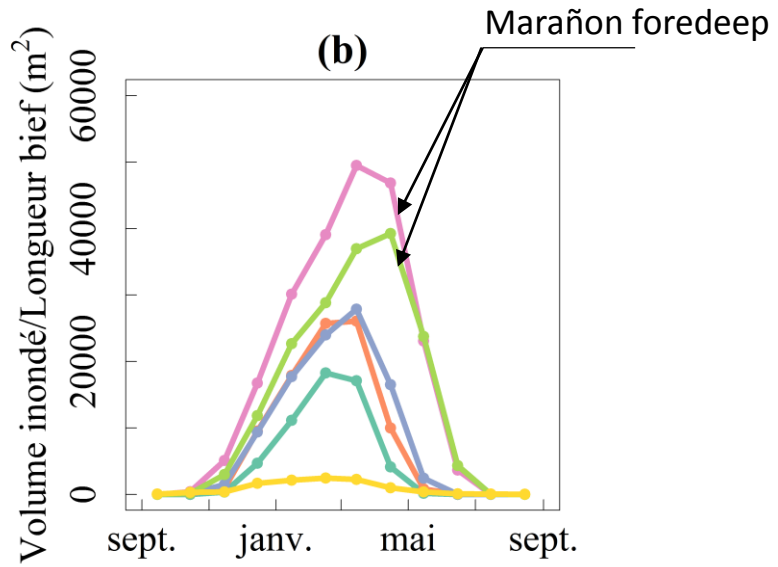 Marañon foredeep
(b)
Volume inondé/Longueur bief (m²)
60000
40000
20000
0
sept.
janv.
mai
sept.